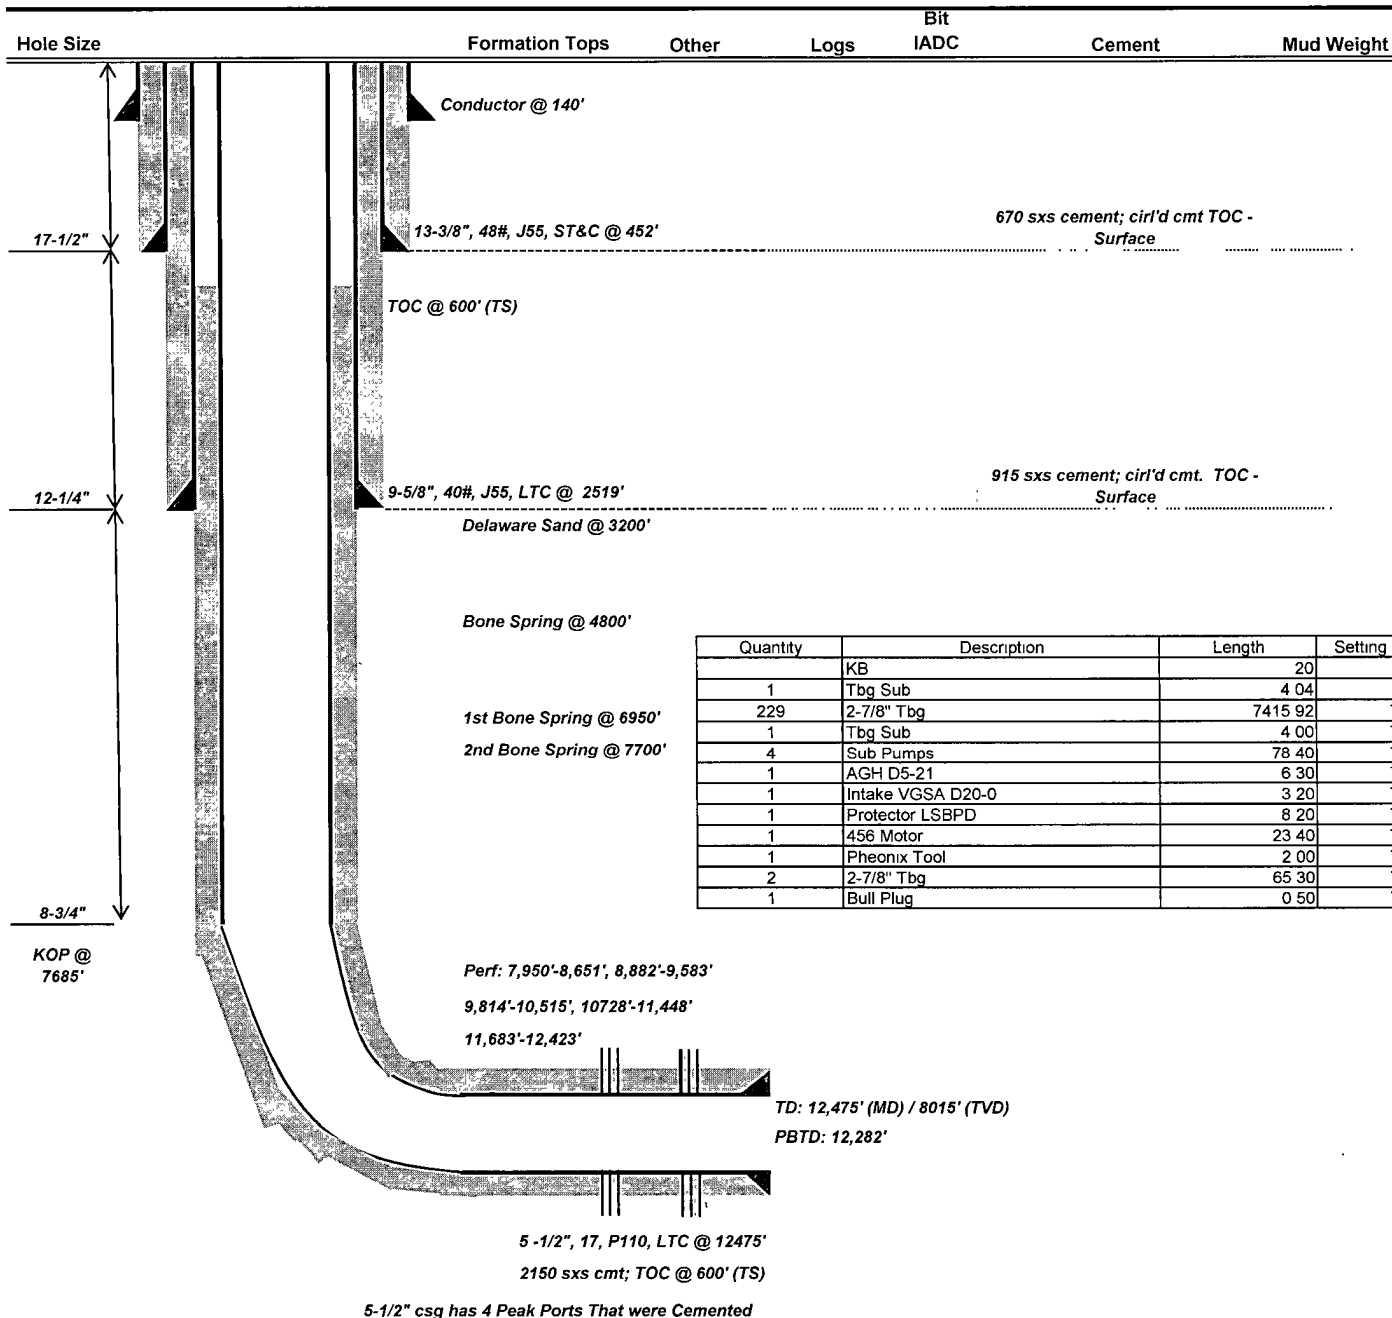 Bit
Hole Size Formation Tops Other Logs IADC Cement Mud Weight
Conductor @ 140'
670 sxs cement; cirl'd cmt TOC -
Surface
17-1/2" 13-3/8", 48#, J55, ST&C @ 452'
TOC @ 600' (TS)
915 sxs cement; cirl'd cmt. TOC -
Surface
12-1/4" 9-5/8", 40#, J55, LTC @ 2519'
Delaware Sand @ 3200'
Bone Spring @ 4800'
1st Bone Spring @ 6950'
2nd Bone Spring @ 7700'
Quantity Description Length Setting
KB 20
1 Tbg Sub 4 04
229 2-7/8" Tbg 7415 92
1 Tbg Sub 4 00
4 Sub Pumps 78 40
1 AGH D5-21 6 30
1 Intake VGSA D20-0 3 20
1 Protector LSBPD 8 20
1 456 Motor 23 40
1 Pheonix Tool 2 00
2 2-7/8" Tbg 65 30
1 Bull Plug 0 50
8-3/4"
KOP @
7685'
Perf: 7,950'-8,651', 8,882'-9,583'
9,814'-10,515', 10728'-11,448'
11,683'-12,423'
TD: 12,475' (MD) / 8015' (TVD)
PBTD: 12,282'
5 -1/2", 17, P110, LTC @ 12475'
2150 sxs cmt; TOC @ 600' (TS)
5-1/2" csg has 4 Peak Ports That were Cemented